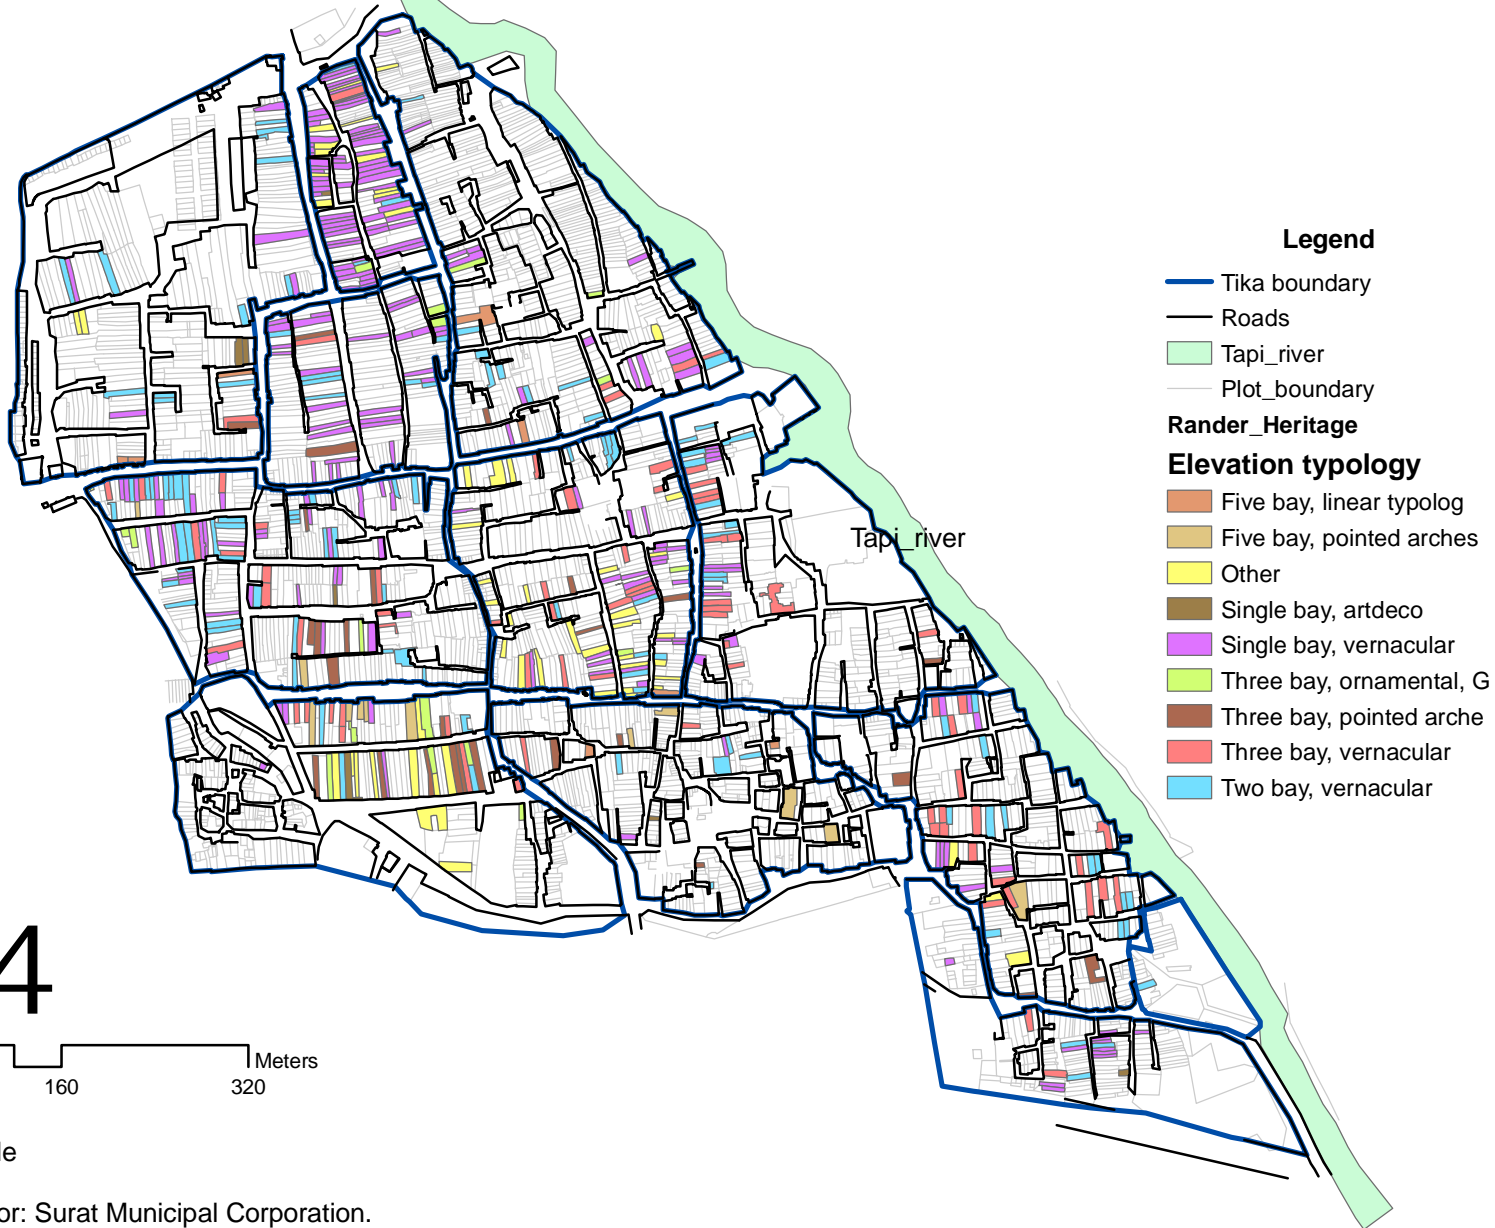 Legend
Tika boundary
Roads
Tapi_river
Plot_boundary
Rander_Heritage
Elevation typology
Five bay, linear typolog
Five bay, pointed arches
Other
Single bay, artdeco
Single bay, vernacular
Three bay, ornamental, G
Three bay, pointed arche
Three bay, vernacular
Two bay, vernacular
Tapi_river
4
Meters
160 320
le
or: Surat Municipal Corporation.